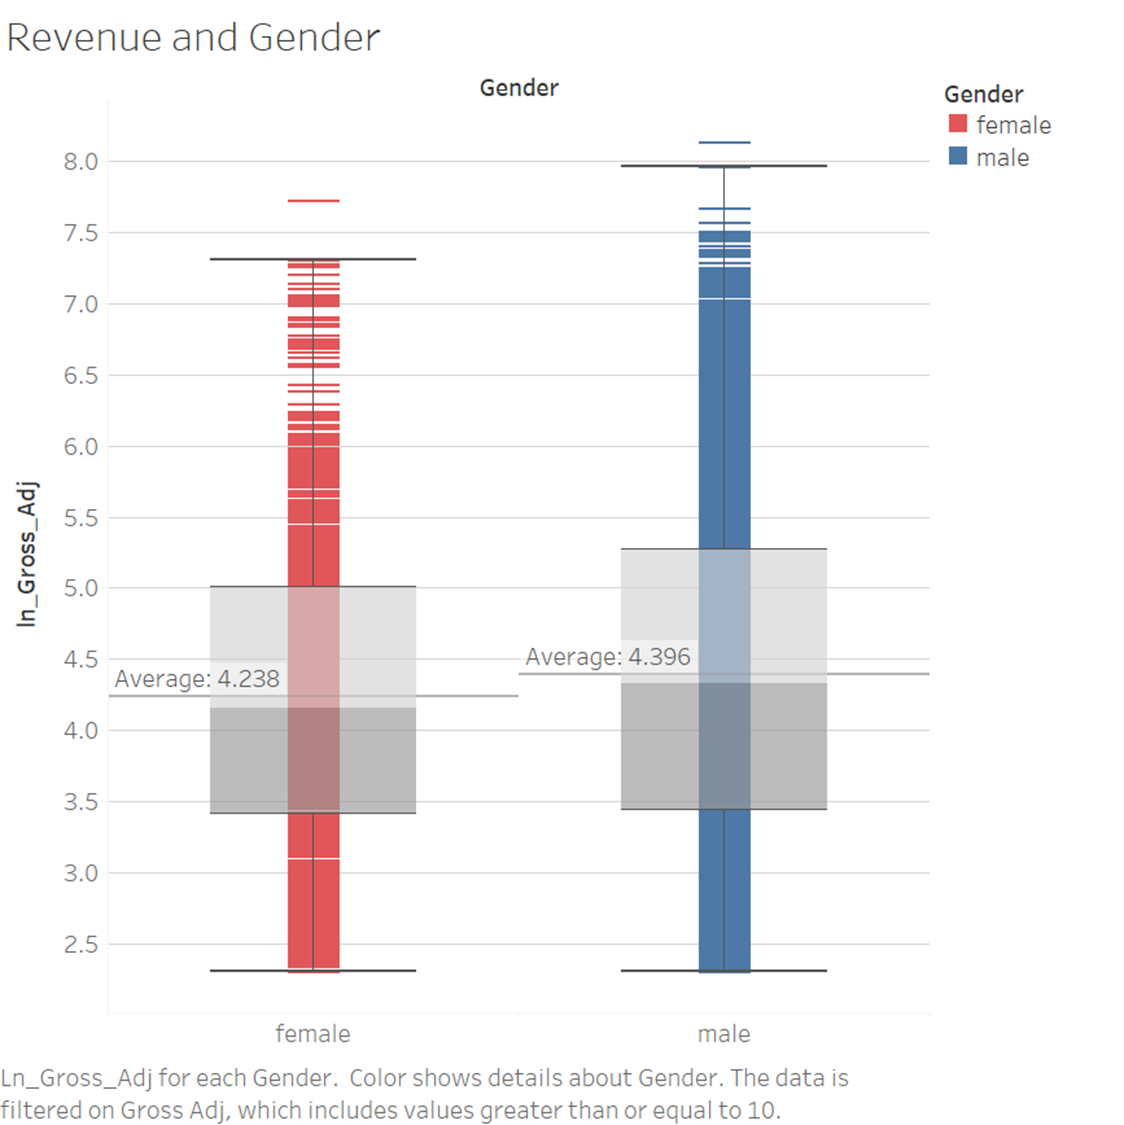 Revenue and Gender
Gender
Gender
female
male
8.0
7.5
7.0
6.5
6.0
5.5
5.0
4.5
4.0
3.5
3.0
2.5
ln_Gross_Adj
Average: 4.238
Average: 4.396
female
male
Ln_Gross_Adj for each Gender.  Color shows details about Gender. The data is
filtered on Gross Adj, which includes values greater than or equal to 10.